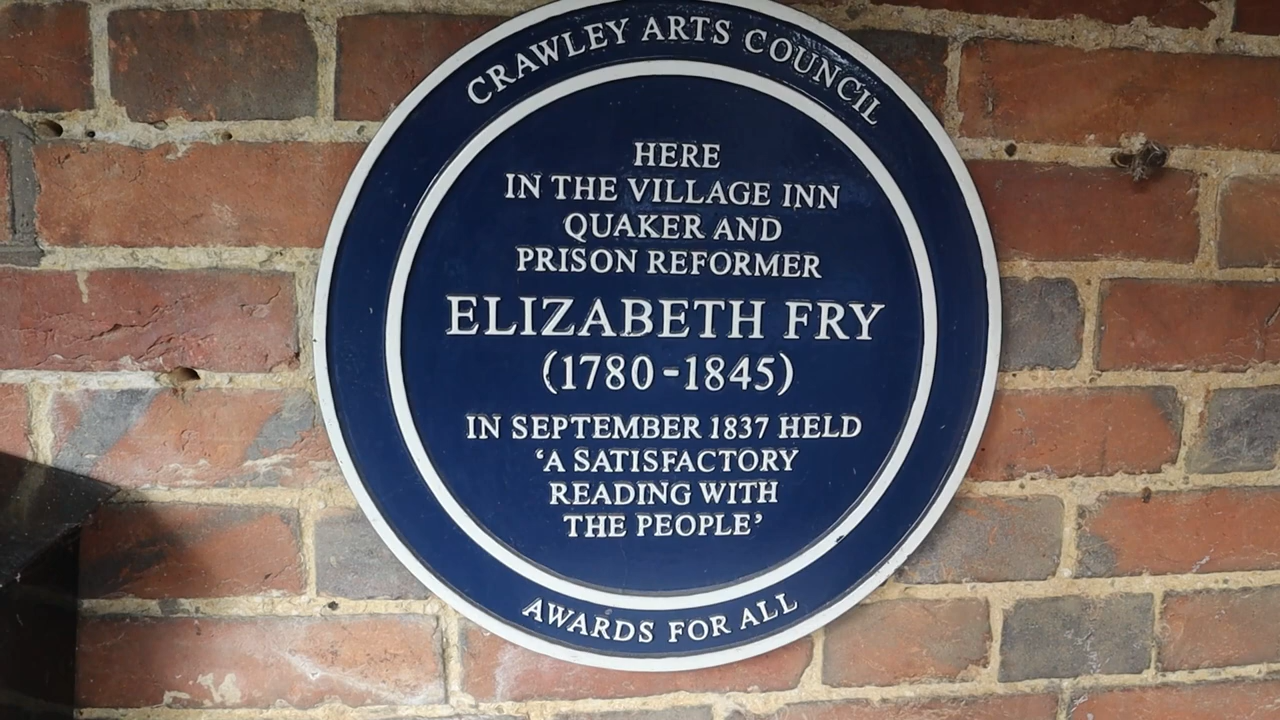 CRAWLEY ARTS COUNCIL
HERE
IN THE VILLAGE INN
QUAKER AND
PRISON REFORMER
ELIZABETH FRY
(1780-1845)
IN SEPTEMBER 1837 HELD
‘A SATISFACTORY
READING WITH
THE PEOPLE’
AWARDS FOR ALL